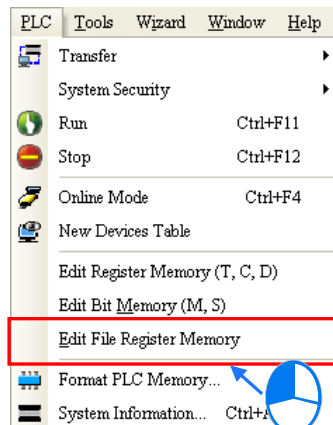 PLC Tools Wizard Window Help
Transfer
System Security
Run Ctrl+F11
Stop Ctrl+F12
Online Mode Ctrl+F4
New Devices Table
Edit Register Memory (T, C, D)
Edit Bit Memory (M, S)
Edit File Register Memory
Format PLC Memory...
System Information...